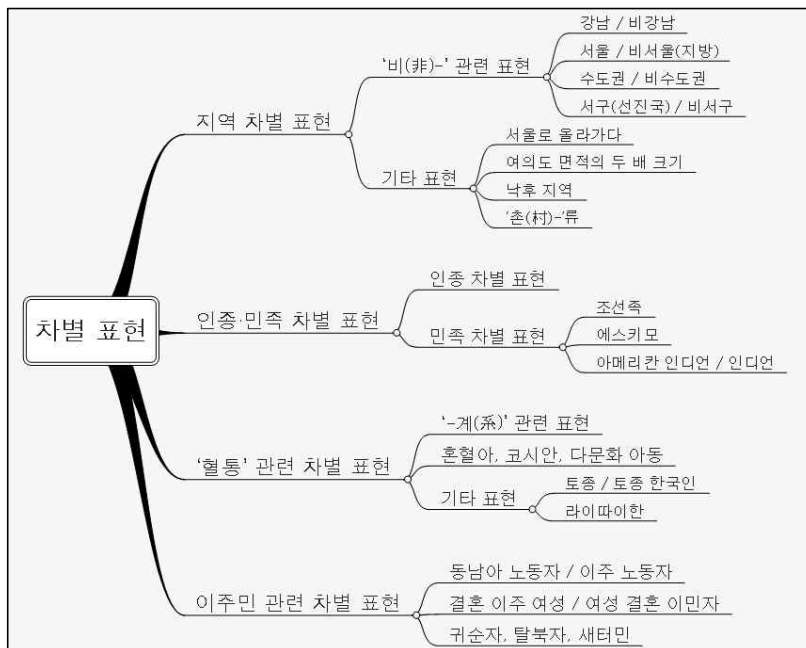 차별 표현
지역 차별 표현
‘비(非)-’ 관련 표현
강남 / 비강남
서울 / 비서울(지방)
수도권 / 비수도권
서구(선진국) / 비서구
기타 표현
서울로 올라가다
여의도 면적의 두 배 크기
낙후 지역
‘촌(村)-’류
인종·민족 차별 표현
인종 차별 표현
민족 차별 표현
조선족
에스키모
아메리칸 인디언 / 인디언
‘혈통’ 관련 차별 표현
‘-계(系)’ 관련 표현
혼혈아, 코시안, 다문화 아동
기타 표현
토종 / 토종 한국인
라이따이한
이주민 관련 차별 표현
동남아 노동자 / 이주 노동자
결혼 이주 여성 / 여성 결혼 이민자
귀순자, 탈북자, 새터민